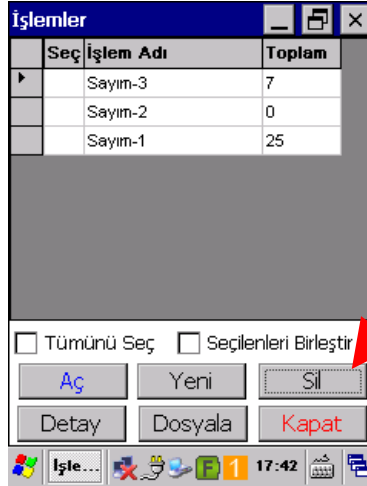 İşlemler
Seç İşlem Adı Toplam
Sayım-3 7
Sayım-2 0
Sayım-1 25
Tümünü Seç Seçilenleri Birleştir
Aç Yeni Sil
Detay Dosyala Kapat
İşle... F 1 17:42